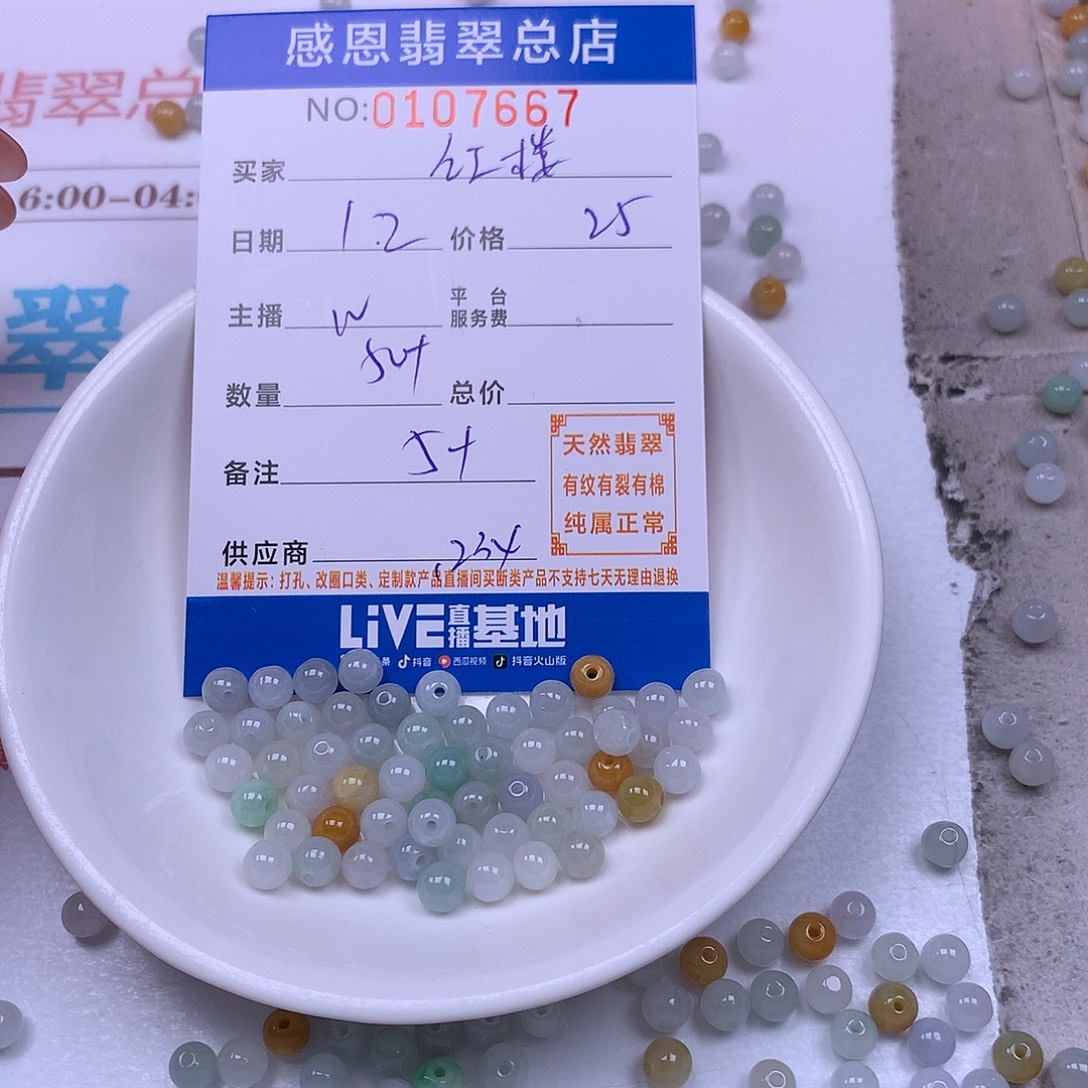 感恩翡翠总店
NO:0107667
翡翠总
6:00-04:
翠
买家 红楼
日期 1.2 价格 25
主播 W 平台服务费
数量 总价
备注 5+
天然翡翠
有纹有裂有棉
纯属正常
供应商 234
温馨提示：打孔、改圈口类、定制款产品直播间买断类产品不支持七天无理由退换
LiVE直播基地
条 抖音 西瓜视频 抖音火山版